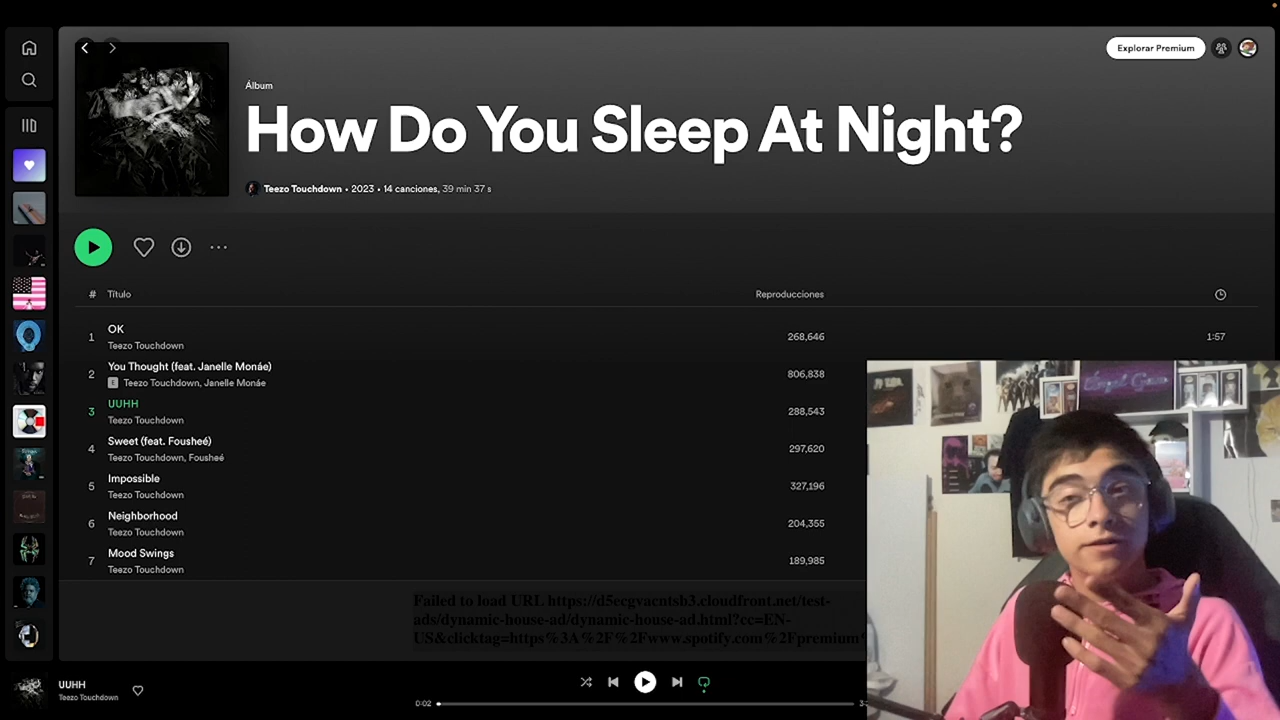 Explorar Premium
Álbum
How Do You Sleep At Night?
Teezo Touchdown • 2023 • 14 canciones, 39 min 37 s
# Título Reproducciones
1 OK 268,646 1:57
Teezo Touchdown
2 You Thought (feat. Janelle Monáe) 806,838
E Teezo Touchdown, Janelle Monáe
3 UUHH 288,543
Teezo Touchdown
4 Sweet (feat. Fousheé) 297,620
Teezo Touchdown, Fousheé
5 Impossible 327,196
Teezo Touchdown
6 Neighborhood 204,355
Teezo Touchdown
7 Mood Swings 189,985
Teezo Touchdown
Failed to load URL https://d5ecgvacntsb3.cloudfront.net/test-
ads/dynamic-house-ad/dynamic-house-ad.html?cc=EN-
US&clicktag=https%3A%2F%2Fwww.spotify.com%2Fpremium%
UUHH
Teezo Touchdown
0:02